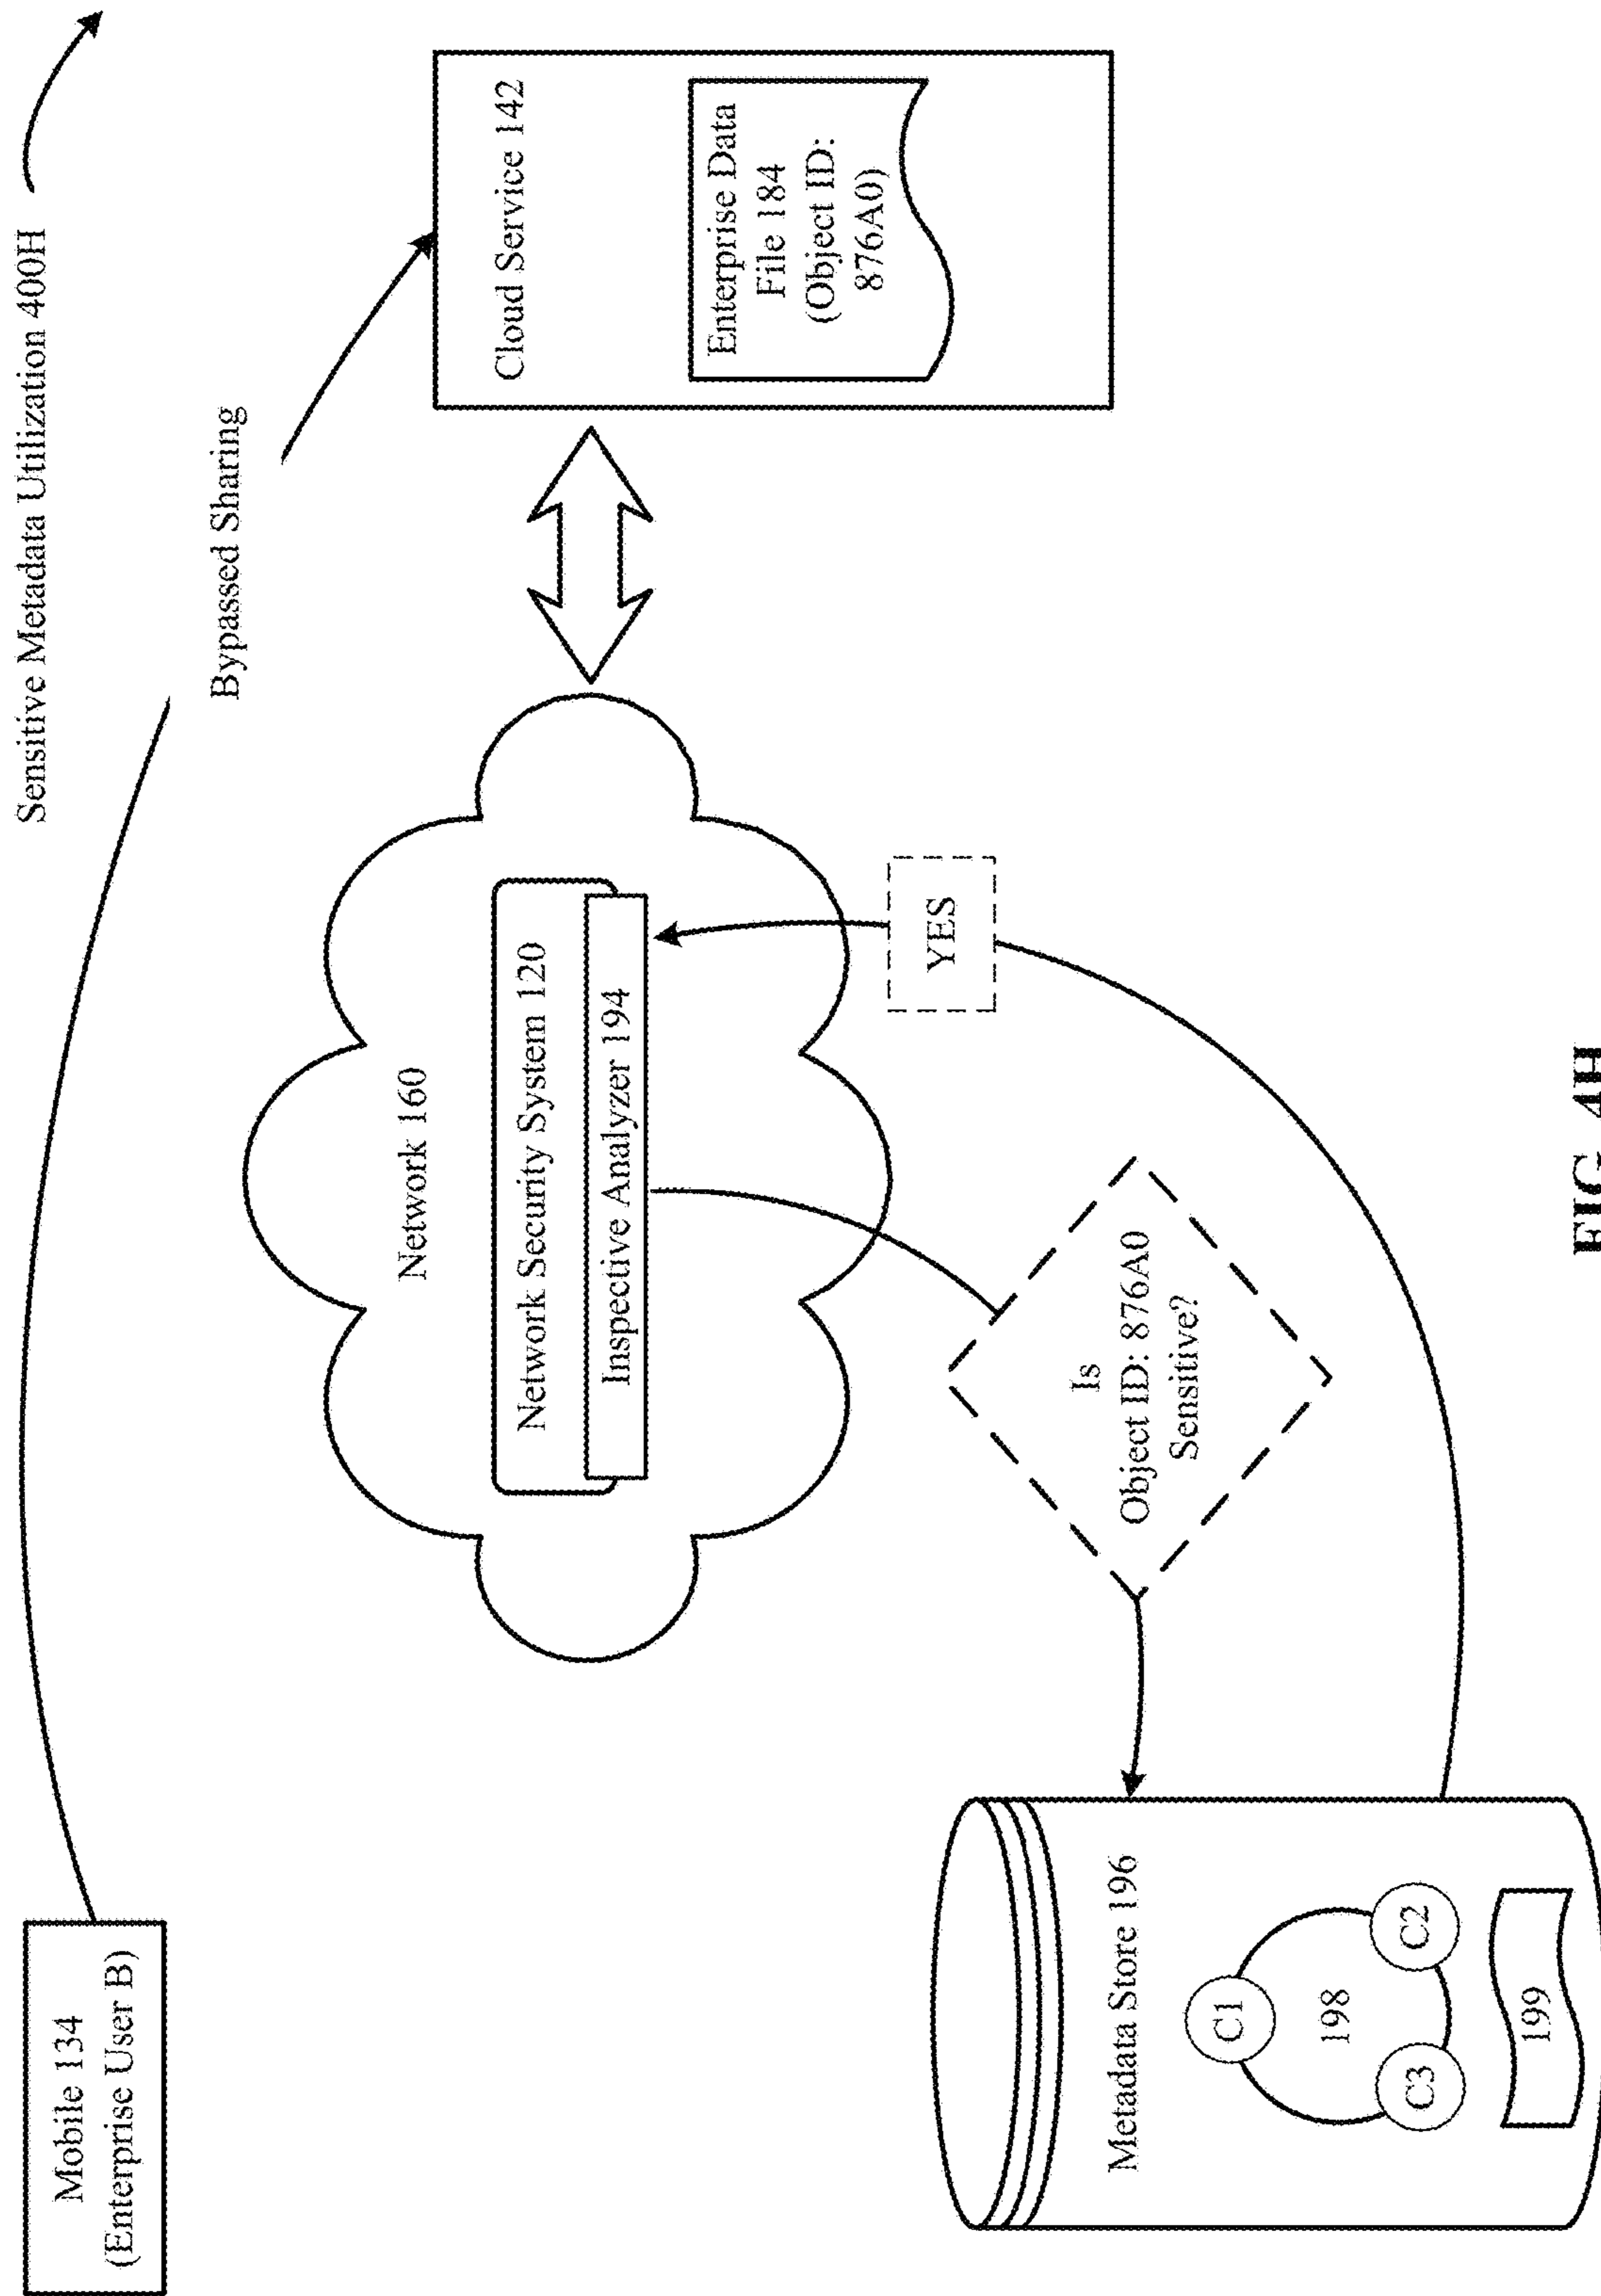 Sensitive Metadata Utilization 400H
Mobile 134
(Enterprise User B)
Bypassed Sharing
Network 160
Network Security System 120
Inspective Analyzer 194
Cloud Service 142
Enterprise Data
File 184
(Object ID:
876A0)
YES
Is
Object ID: 876A0
Sensitive?
Metadata Store 196
C1
198
C3
C2
199
FIG. 4H